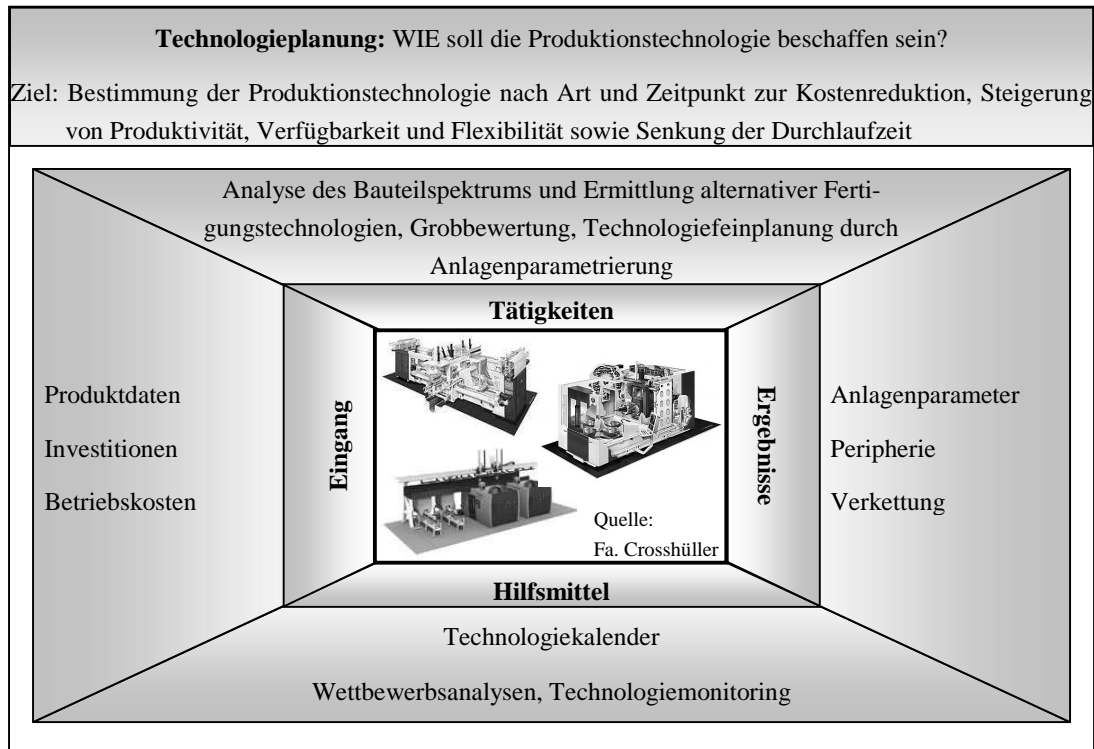 Technologieplanung: WIE soll die Produktionstechnologie beschaffen sein?
Ziel: Bestimmung der Produktionstechnologie nach Art und Zeitpunkt zur Kostenreduktion, Steigerung
von Produktivität, Verfügbarkeit und Flexibilität sowie Senkung der Durchlaufzeit
Analyse des Bauteilspektrums und Ermittlung alternativer Ferti-
gungstechnologien, Grobbewertung, Technologiefeinplanung durch
Anlagenparametrierung
Tätigkeiten
Produktdaten
Investitionen
Betriebskosten
Eingang
Quelle:
Fa. Crosshüller
Ergebnisse
Anlagenparameter
Peripherie
Verkettung
Hilfsmittel
Technologiekalender
Wettbewerbsanalysen, Technologiemonitoring